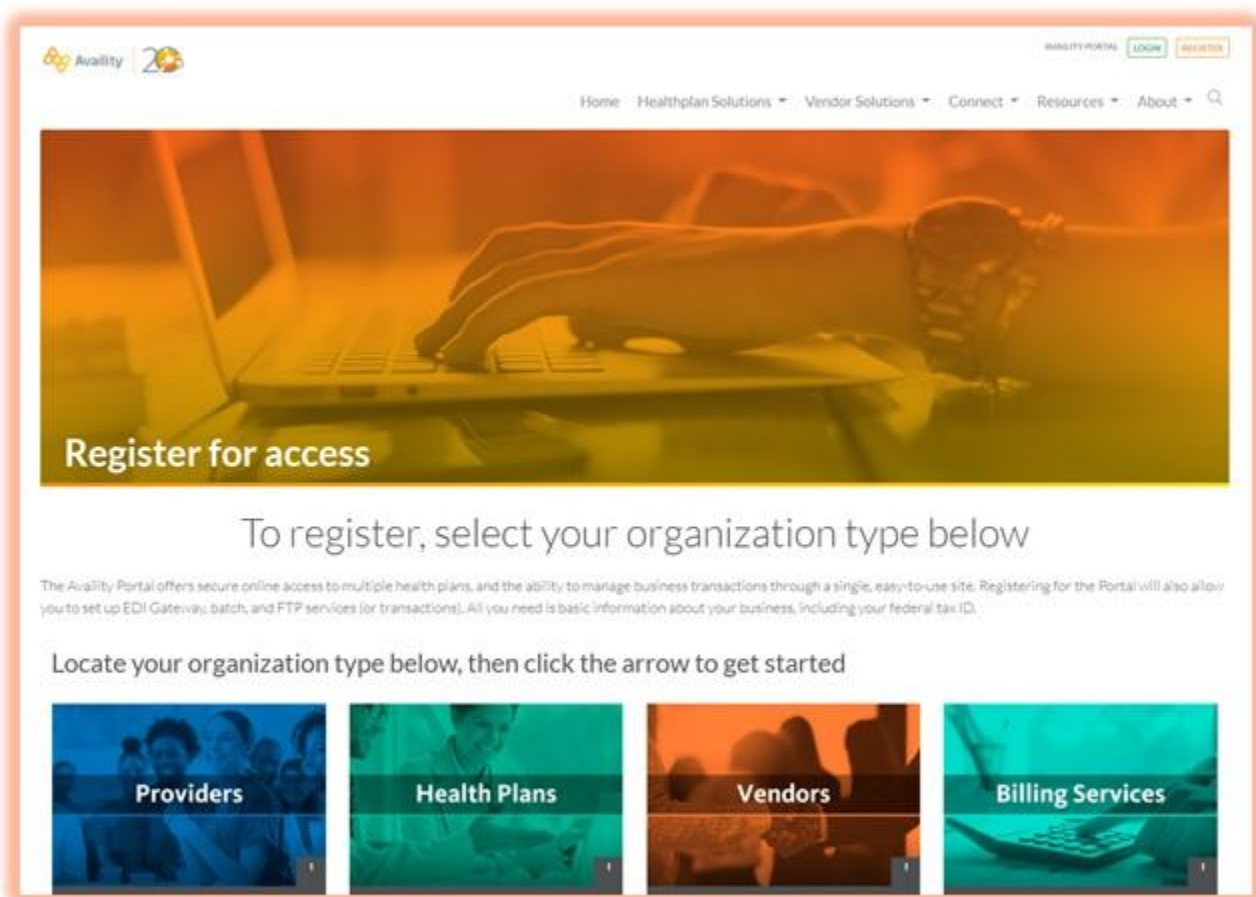 Availity 20
AVAILITY PORTAL LOGIN REGISTER
Home Healthplan Solutions Vendor Solutions Connect Resources About
Register for access
To register, select your organization type below
The Availity Portal offers secure online access to multiple health plans, and the ability to manage business transactions through a single, easy-to-use site. Registering for the Portal will also allow
you to set up EDI Gateway, batch, and FTP services (or transactions). All you need is basic information about your business, including your federal tax ID.
Locate your organization type below, then click the arrow to get started
Providers Health Plans Vendors Billing Services